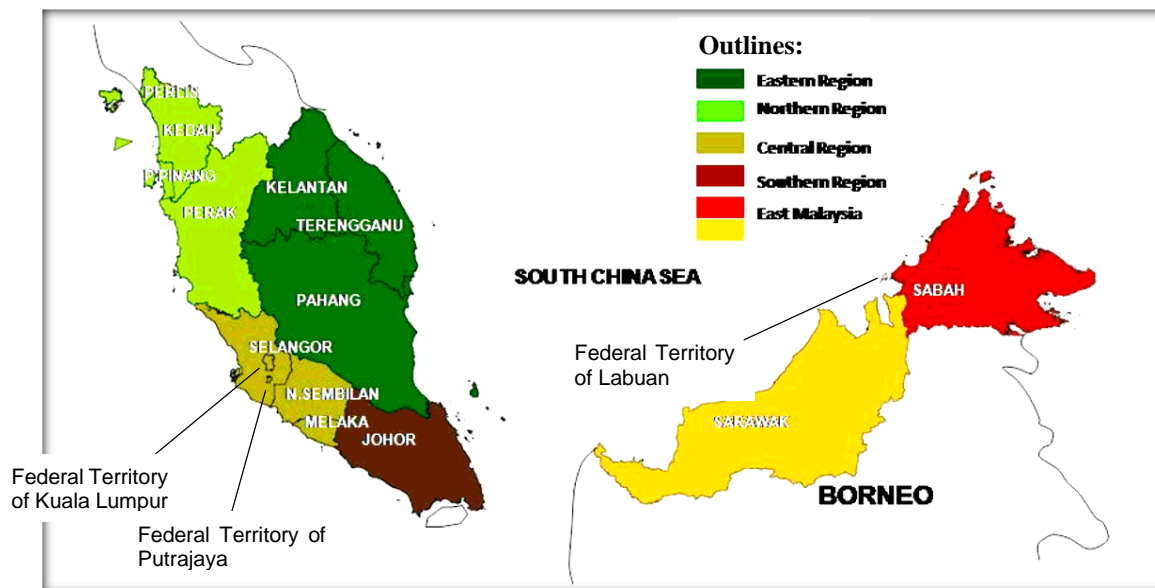 Outlines:
Eastern Region
Northern Region
Central Region
Southern Region
East Malaysia
PERLIS
KEDAH
P.PINANG
PERAK
KELANTAN
TERENGGANU
PAHANG
SELANGOR
N.SEMBILAN
MELAKA
JOHOR
Federal Territory
of Kuala Lumpur
Federal Territory of
Putrajaya
SOUTH CHINA SEA
SABAH
Federal Territory
of Labuan
SARAWAK
BORNEO